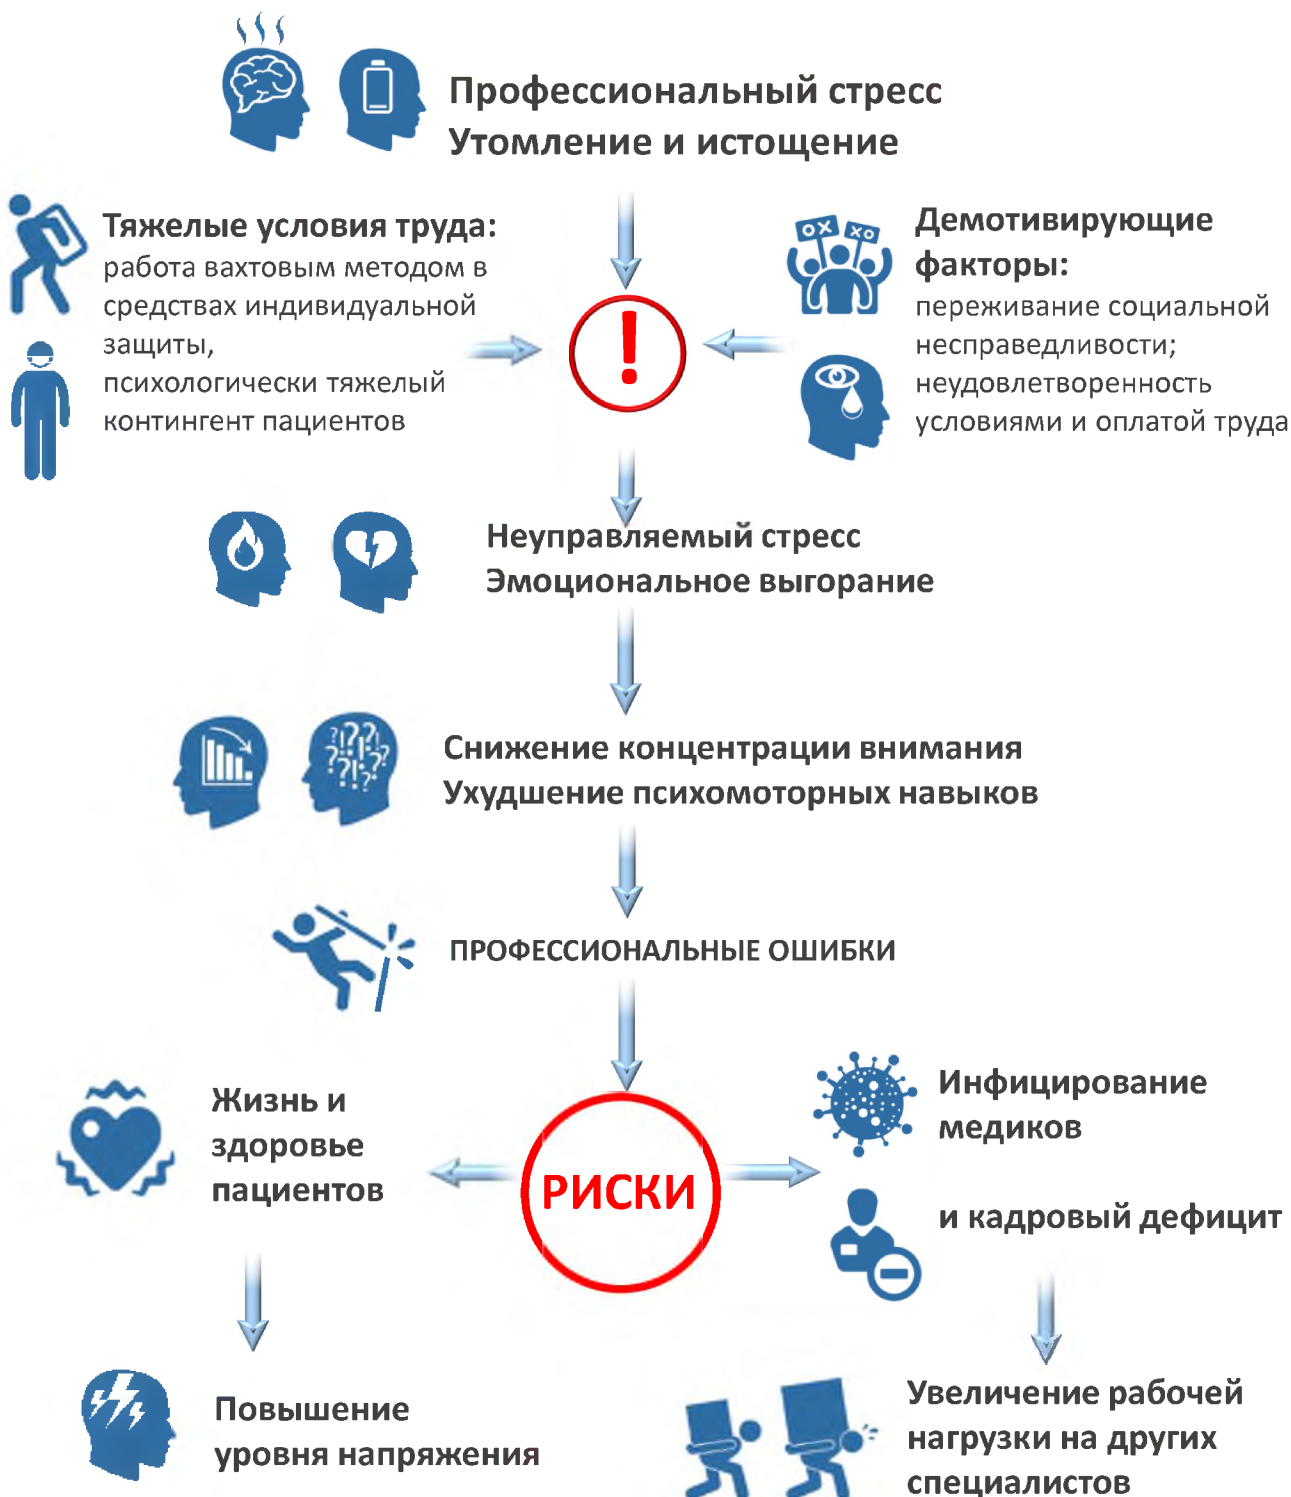 Профессиональный стресс
Утомление и истощение
Тяжелые условия труда:
работа вахтовым методом в
средствах индивидуальной
защиты,
психологически тяжелый
контингент пациентов
!
OX XO
Демотивирующие
факторы:
переживание социальной
несправедливости;
неудовлетворенность
условиями и оплатой труда
Неуправляемый стресс
Эмоциональное выгорание
Снижение концентрации внимания
Ухудшение психомоторных навыков
ПРОФЕССИОНАЛЬНЫЕ ОШИБКИ
Жизнь и
здоровье
пациентов
РИСКИ
Инфицирование
медиков
и кадровый дефицит
Повышение
уровня напряжения
Увеличение рабочей
нагрузки на других
специалистов